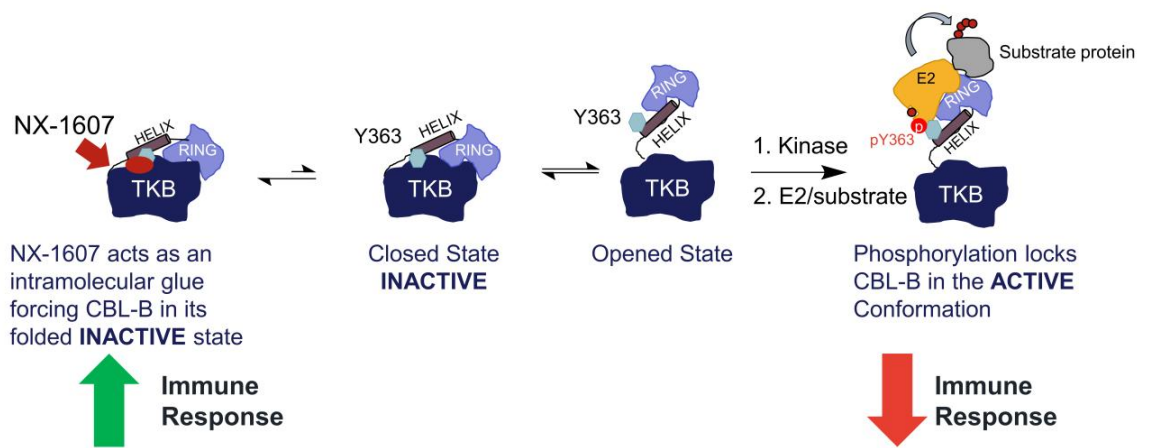 NX-1607
HELIX
RING
TKB
NX-1607 acts as an
intramolecular glue
forcing CBL-B in its
folded INACTIVE state
Immune
Response
Y363
HELIX
RING
TKB
Closed State
INACTIVE
Y363
RING
HELIX
TKB
Opened State
1. Kinase
2. E2/substrate
Substrate protein
E2
RING
p
pY363
HELIX
TKB
Phosphorylation locks
CBL-B in the ACTIVE
Conformation
Immune
Response